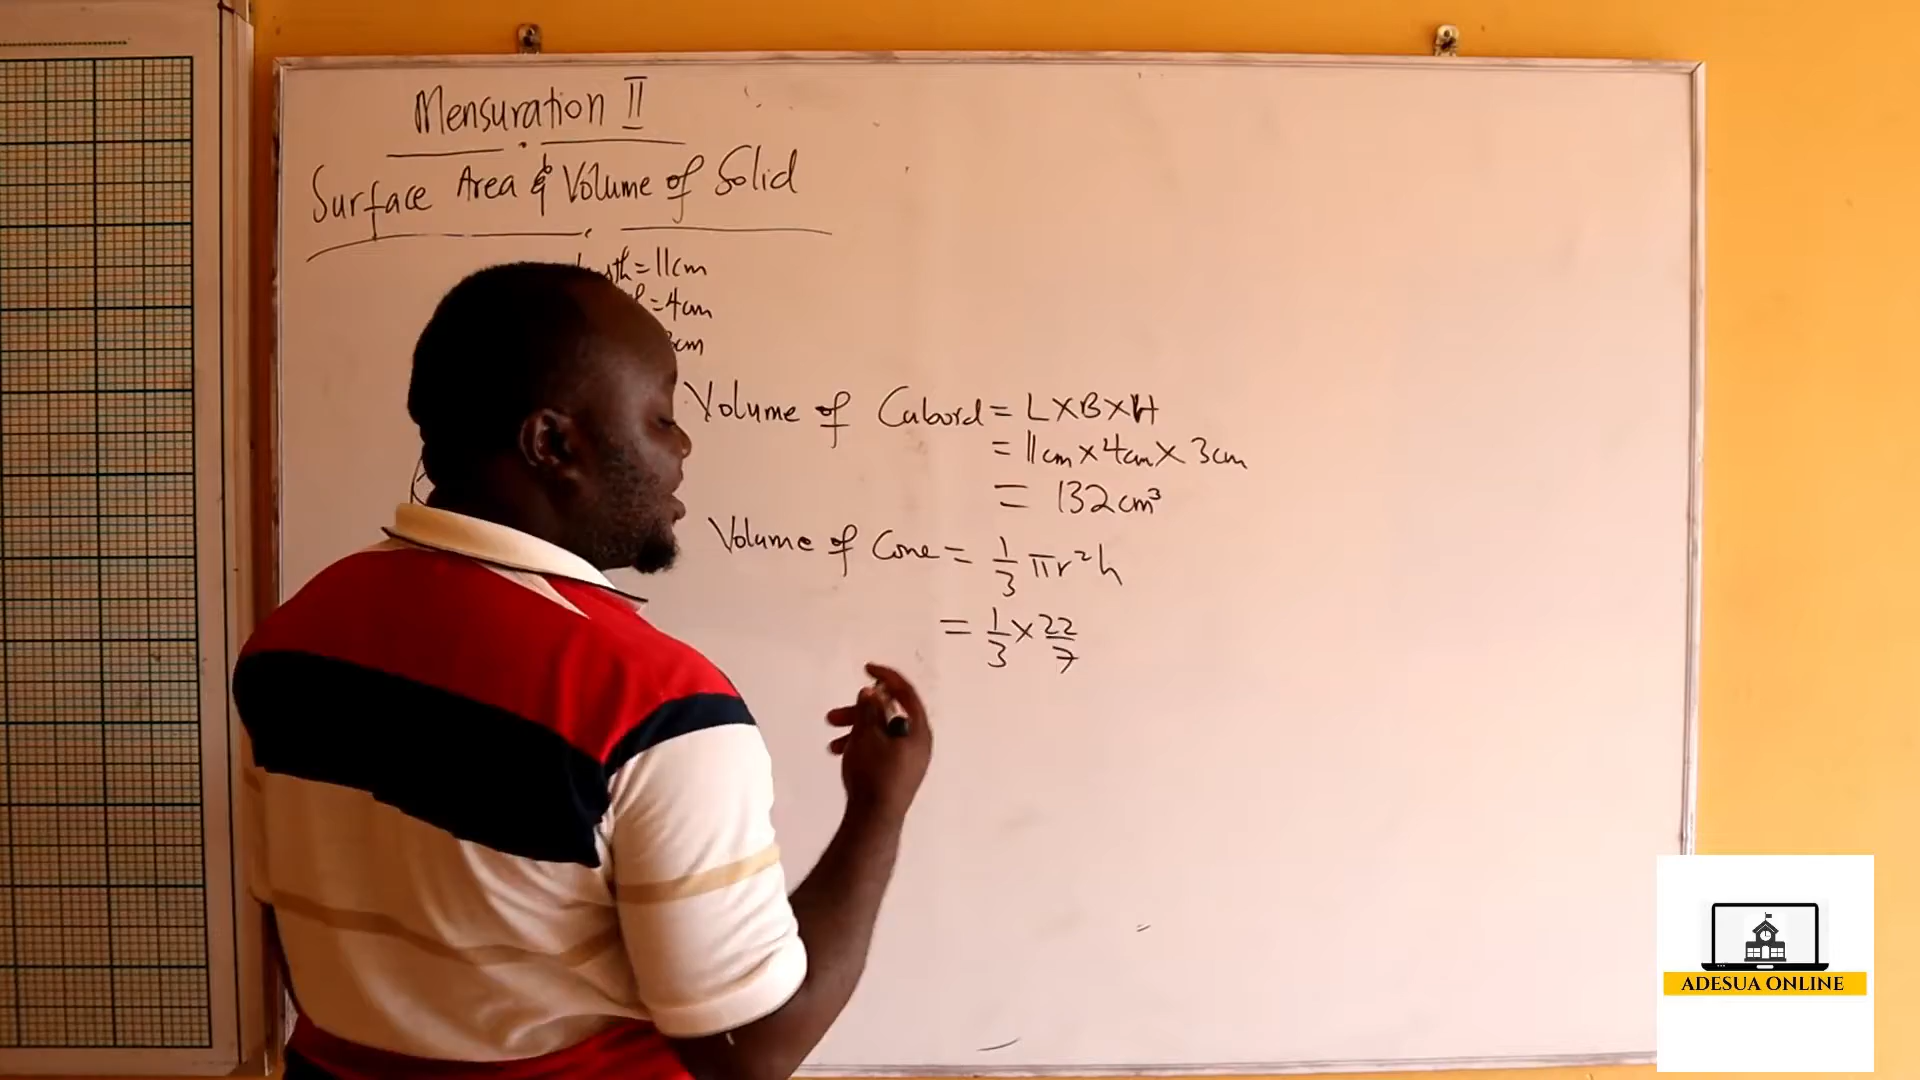 Mensuration II
Surface Area & Volume of Solid
= 11cm
= 4cm
cm
Volume of Cuboid = L×B×H
= 11cm × 4cm × 3cm
= 132cm³
Volume of Cone = 1/3 πr²h
= 1/3 × 22/7
ADESUA ONLINE